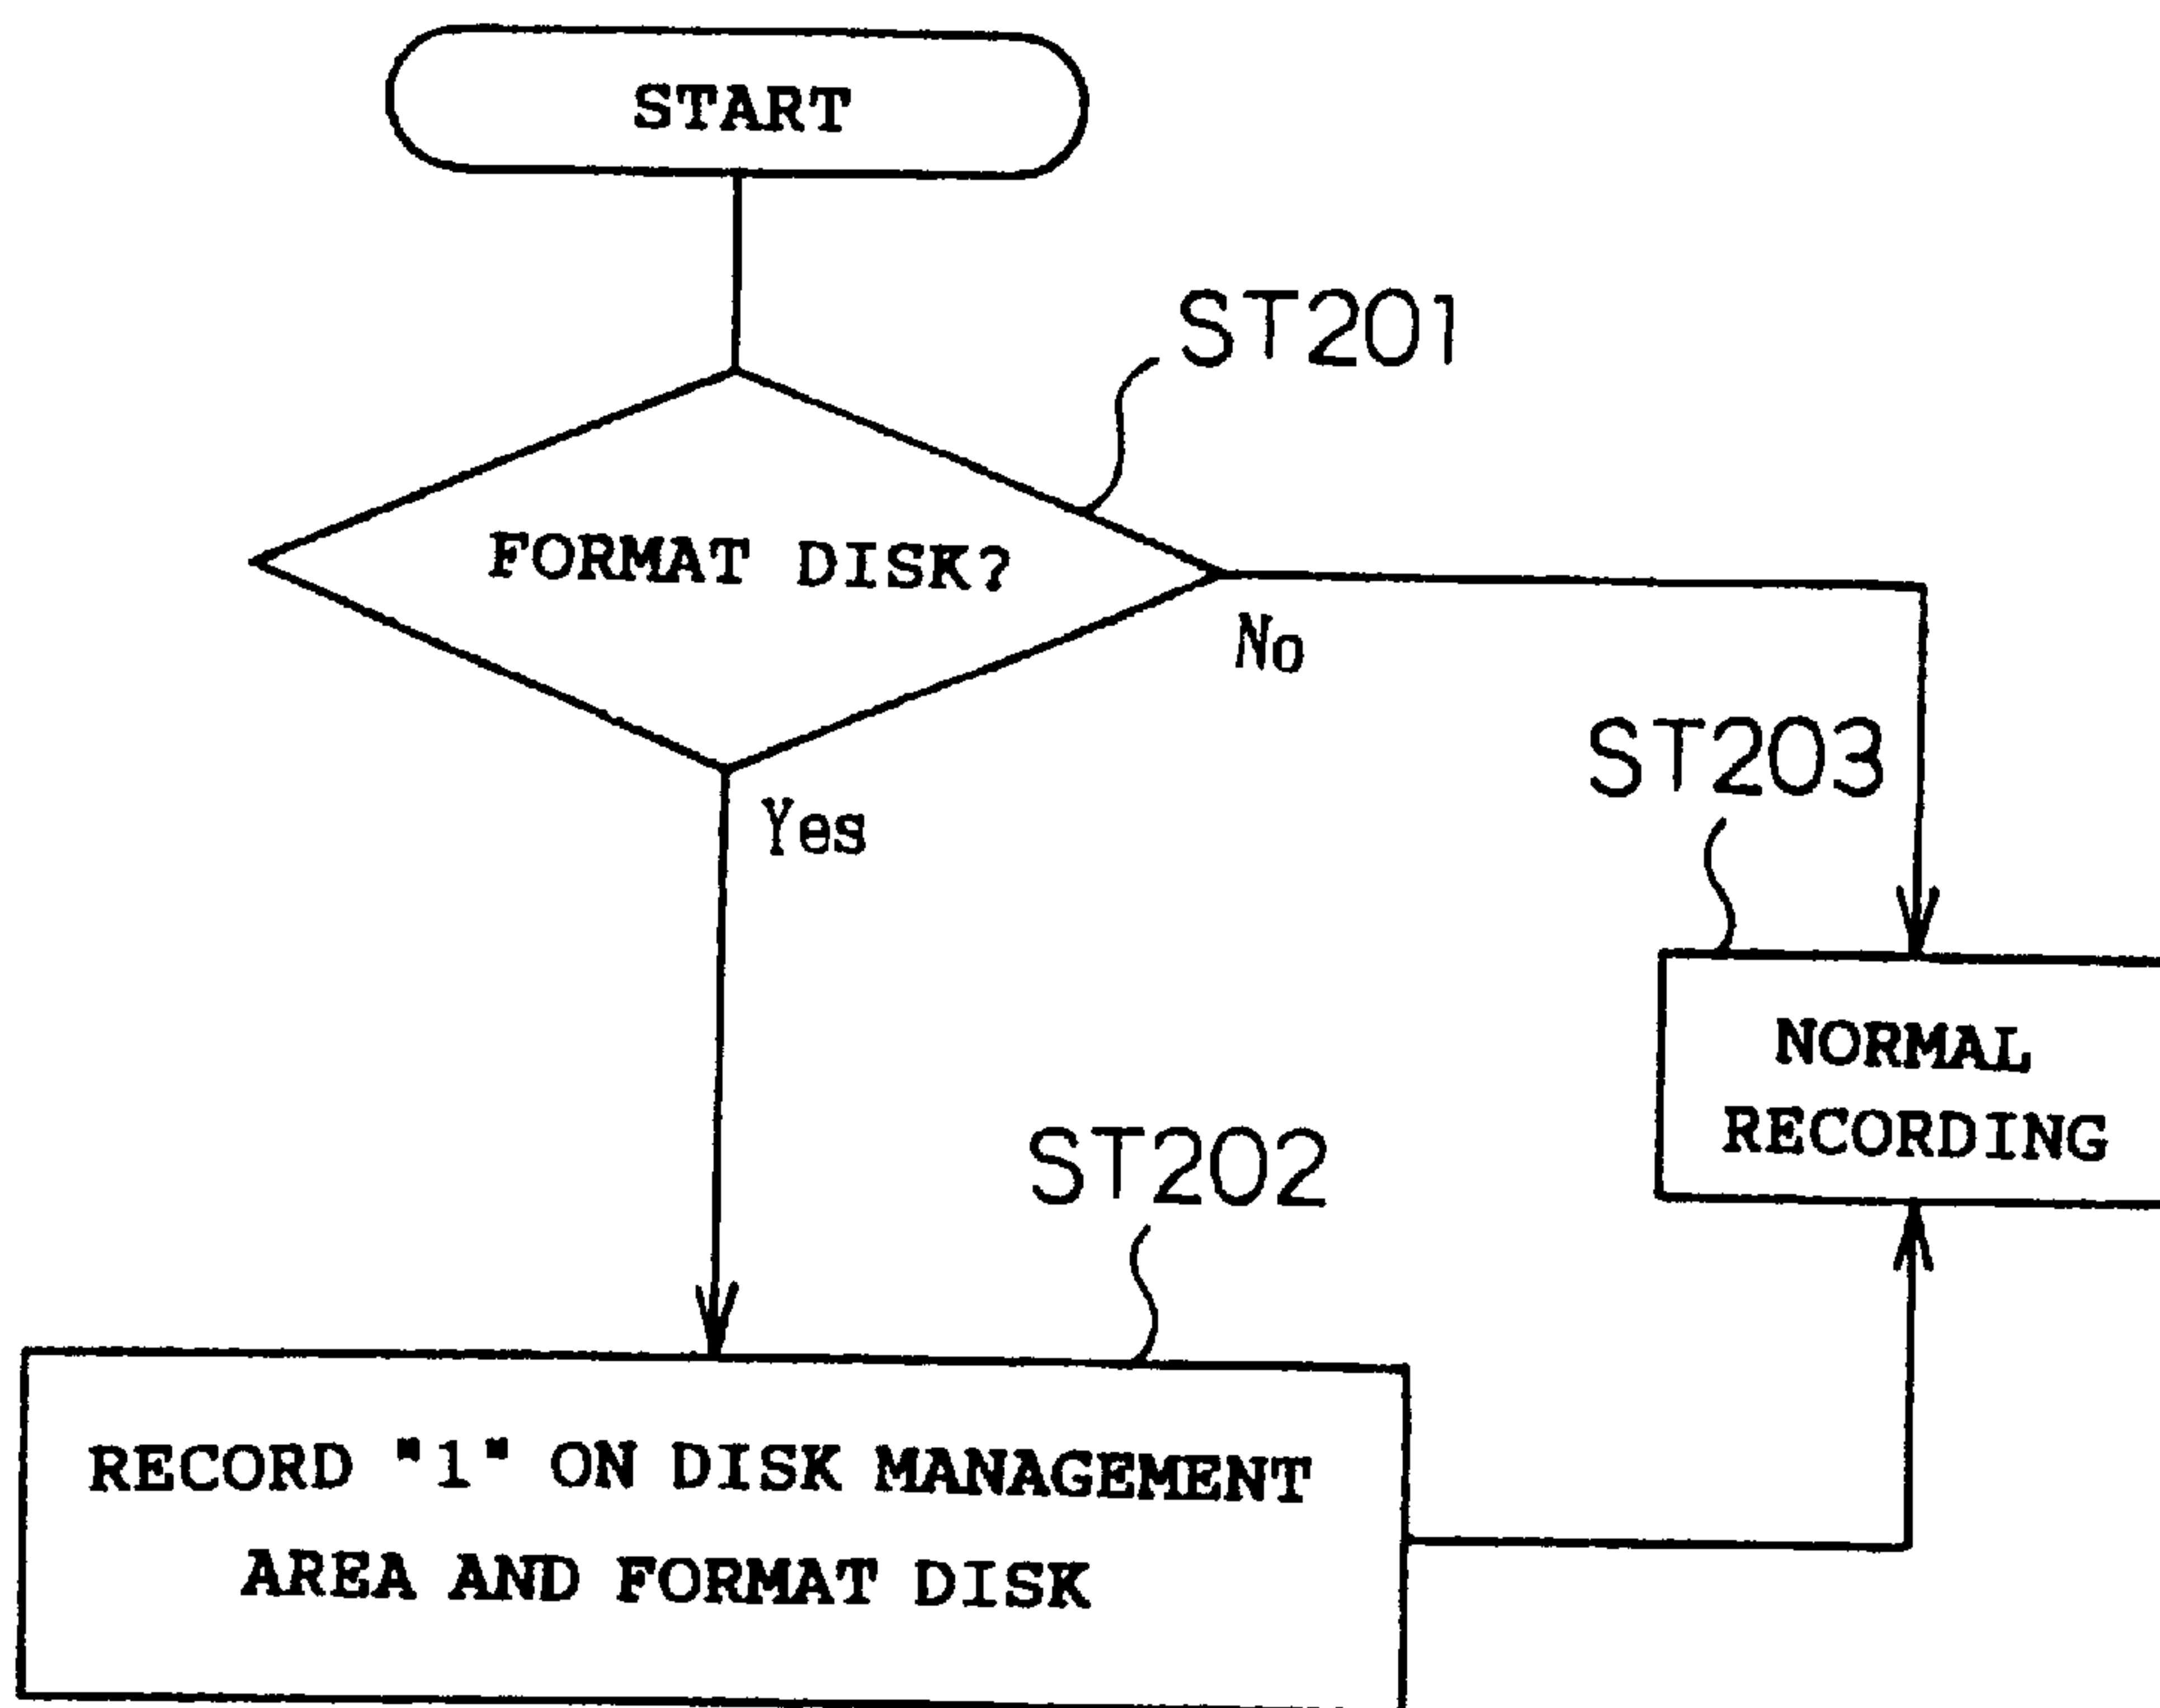 START
ST201
FORMAT DISK?
No
ST203
Yes
NORMAL
RECORDING
ST202
RECORD "1" ON DISK MANAGEMENT
AREA AND FORMAT DISK